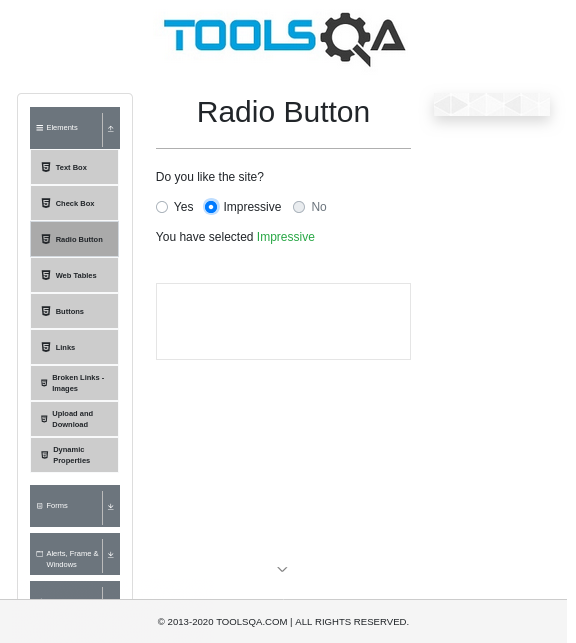 TOOLSQA
Elements
Text Box
Check Box
Radio Button
Web Tables
Buttons
Links
Broken Links -
Images
Upload and
Download
Dynamic
Properties
Forms
Alerts, Frame &
Windows
Radio Button
Do you like the site?
Yes Impressive No
You have selected Impressive
© 2013-2020 TOOLSQA.COM | ALL RIGHTS RESERVED.